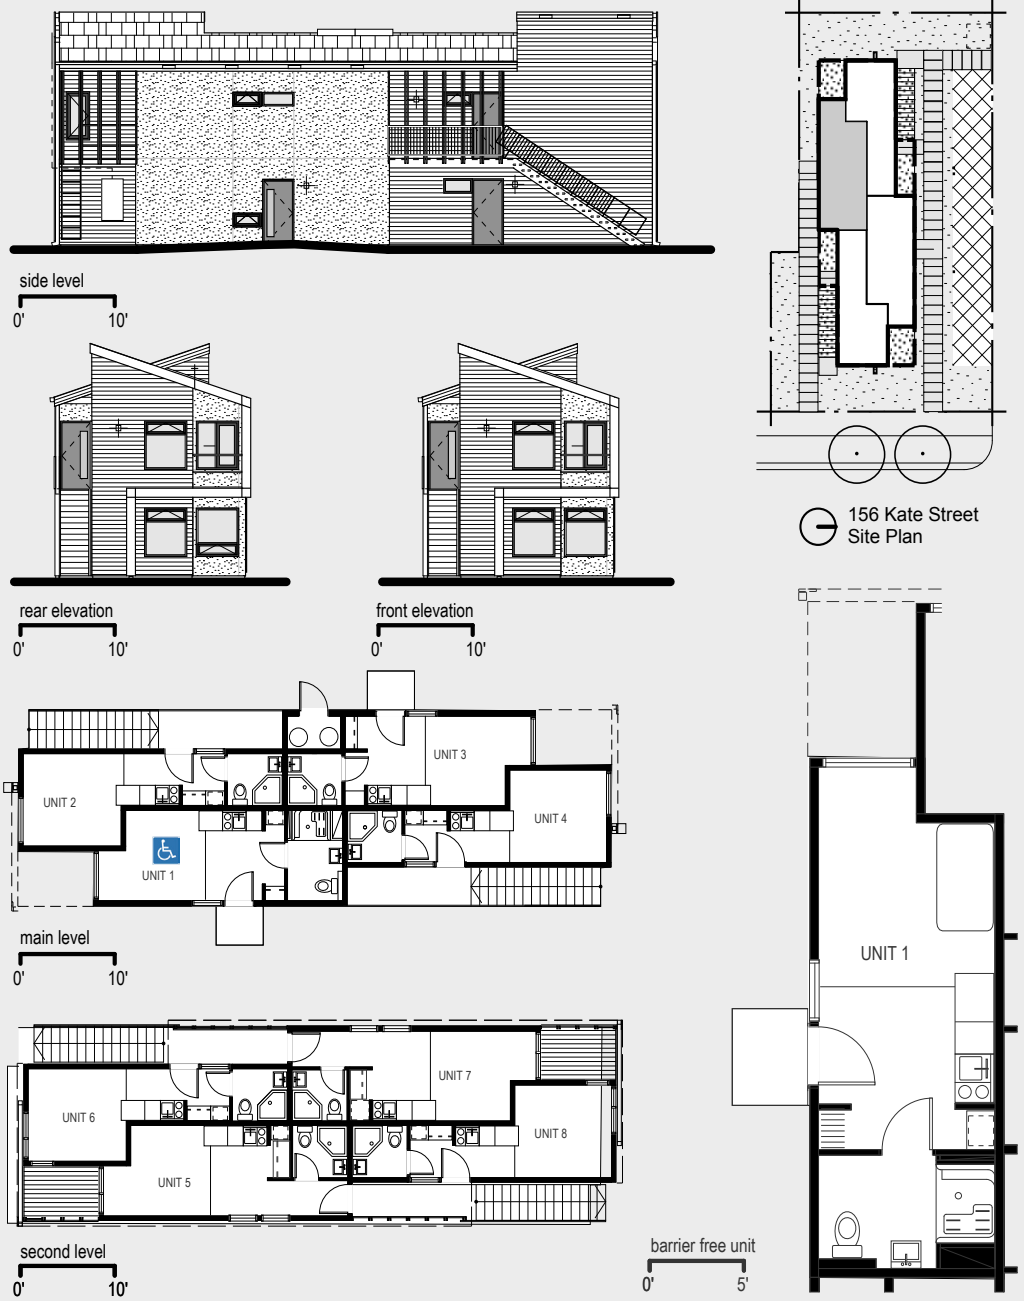 side level
0' 10'
156 Kate Street
Site Plan
rear elevation
0' 10'
front elevation
0' 10'
UNIT 3
UNIT 2
UNIT 4
UNIT 1
main level
0' 10'
UNIT 1
UNIT 7
UNIT 6
UNIT 8
UNIT 5
second level
0' 10'
barrier free unit
0' 5'